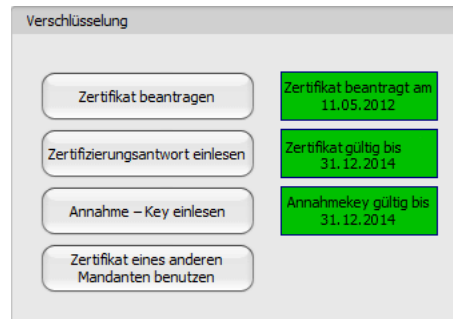 Verschlüsselung
Zertifikat beantragen
Zertifikat beantragt am
11.05.2012
Zertifizierungsantwort einlesen
Zertifikat gültig bis
31.12.2014
Annahme – Key einlesen
Annahmekey gültig bis
31.12.2014
Zertifikat eines anderen
Mandanten benutzen